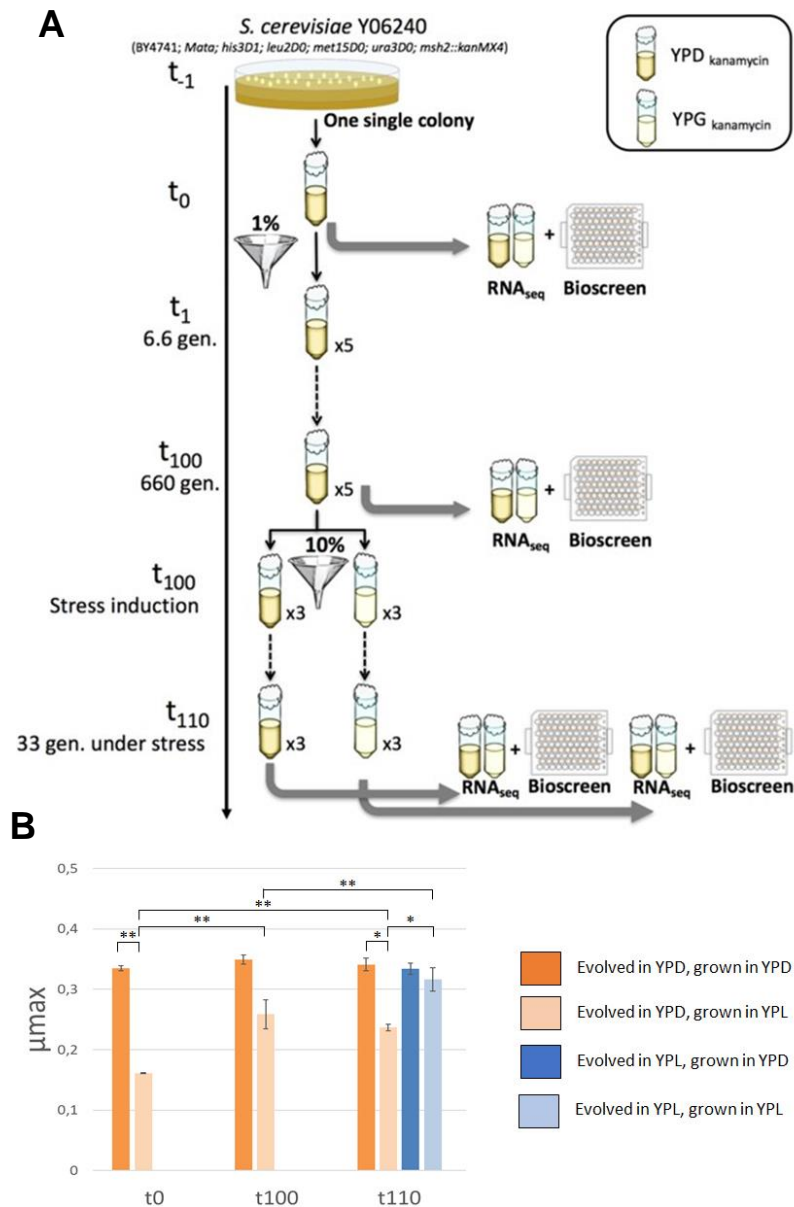 A
S. cerevisiae Y06240
(BY4741; Mata; his3D1; leu2D0; met15D0; ura3D0; msh2::kanMX4)
t-1
One single colony
YPD kanamycin
YPG kanamycin
t0
1%
+
RNAseq Bioscreen
t1
6.6 gen.
x5
t100
660 gen.
x5
+
RNAseq Bioscreen
10%
t100
Stress induction
x3
x3
t110
33 gen. under stress
x3
x3
+
RNAseq Bioscreen
+
RNAseq Bioscreen
B
0,5
0,4
0,3
0,2
0,1
0
µmax
**
**
**
**
*
*
t0
t100
t110
Evolved in YPD, grown in YPD
Evolved in YPD, grown in YPL
Evolved in YPL, grown in YPD
Evolved in YPL, grown in YPL